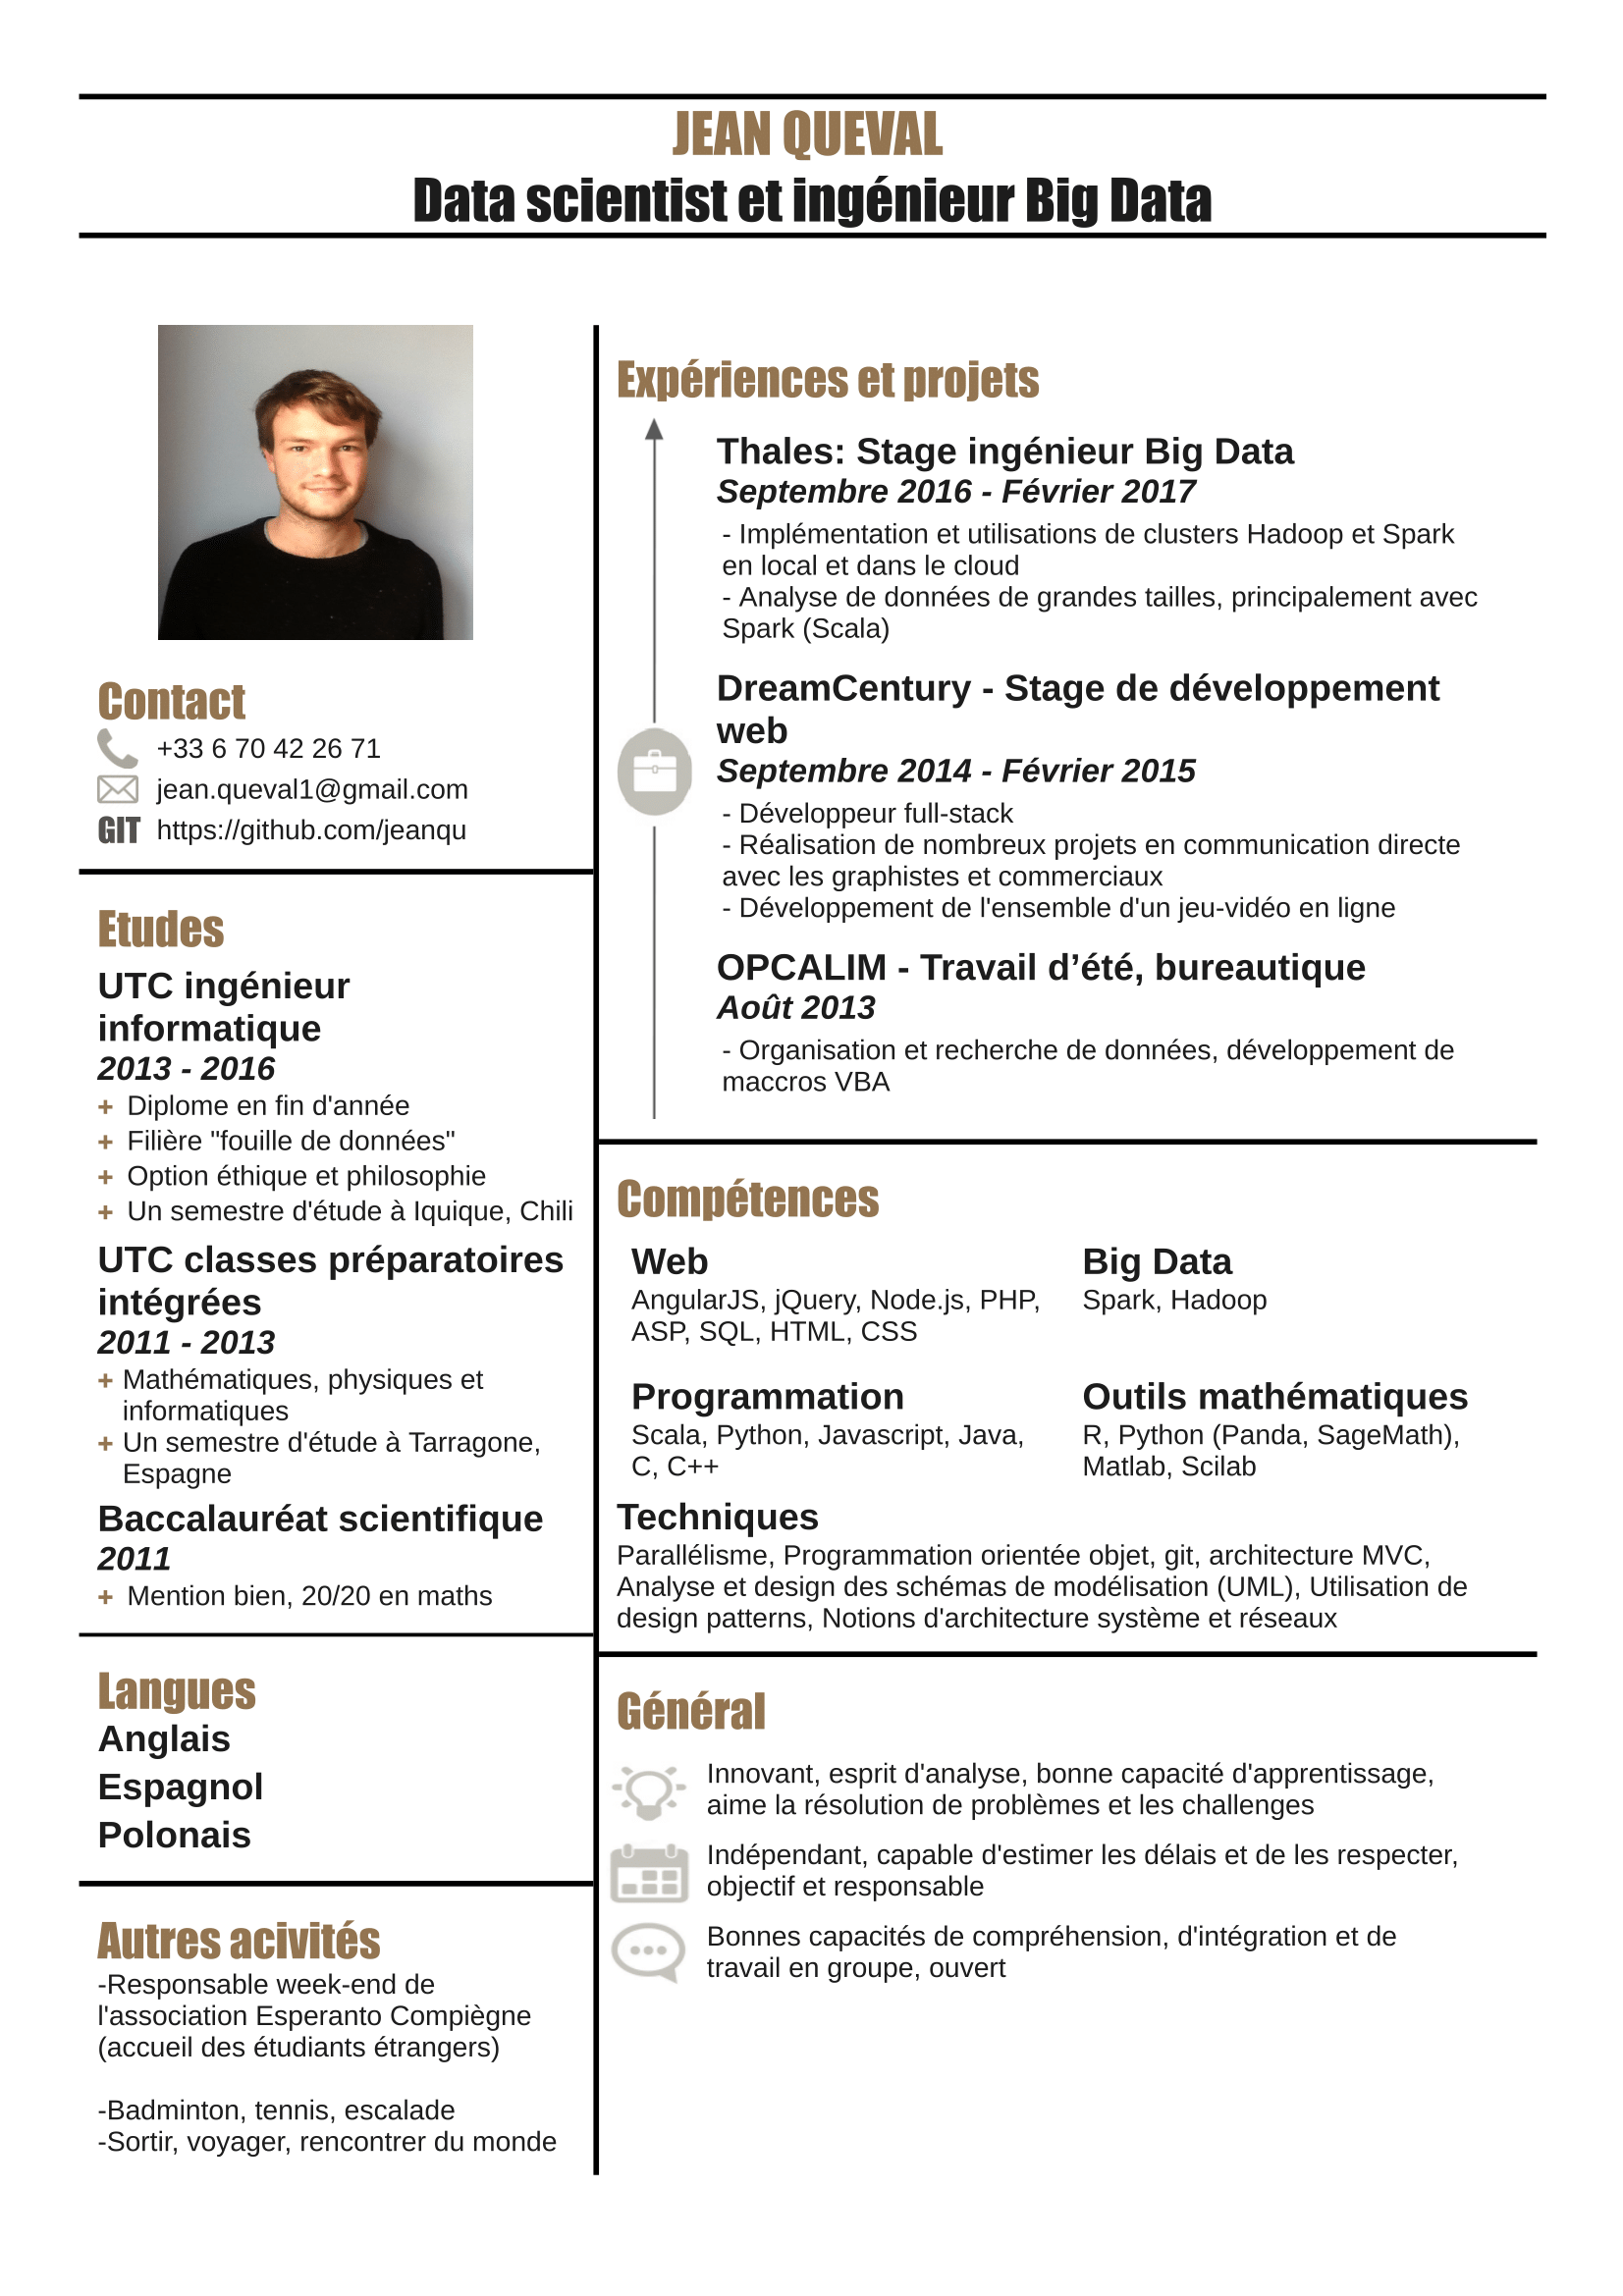 JEAN QUEVAL
Data scientist et ingénieur Big Data
Contact
+33 6 70 42 26 71
jean.queval1@gmail.com
GIT https://github.com/jeanqu
Etudes
UTC ingénieur
informatique
2013 - 2016
+ Diplome en fin d'année
+ Filière "fouille de données"
+ Option éthique et philosophie
+ Un semestre d'étude à Iquique, Chili
UTC classes préparatoires
intégrées
2011 - 2013
+ Mathématiques, physiques et
informatiques
+ Un semestre d'étude à Tarragone,
Espagne
Baccalauréat scientifique
2011
+ Mention bien, 20/20 en maths
Langues
Anglais
Espagnol
Polonais
Autres acivités
-Responsable week-end de
l'association Esperanto Compiègne
(accueil des étudiants étrangers)
-Badminton, tennis, escalade
-Sortir, voyager, rencontrer du monde
Expériences et projets
Thales: Stage ingénieur Big Data
Septembre 2016 - Février 2017
- Implémentation et utilisations de clusters Hadoop et Spark
en local et dans le cloud
- Analyse de données de grandes tailles, principalement avec
Spark (Scala)
DreamCentury - Stage de développement
web
Septembre 2014 - Février 2015
- Développeur full-stack
- Réalisation de nombreux projets en communication directe
avec les graphistes et commerciaux
- Développement de l'ensemble d'un jeu-vidéo en ligne
OPCALIM - Travail d’été, bureautique
Août 2013
- Organisation et recherche de données, développement de
maccros VBA
Compétences
Web
AngularJS, jQuery, Node.js, PHP,
ASP, SQL, HTML, CSS
Big Data
Spark, Hadoop
Programmation
Scala, Python, Javascript, Java,
C, C++
Outils mathématiques
R, Python (Panda, SageMath),
Matlab, Scilab
Techniques
Parallélisme, Programmation orientée objet, git, architecture MVC,
Analyse et design des schémas de modélisation (UML), Utilisation de
design patterns, Notions d'architecture système et réseaux
Général
Innovant, esprit d'analyse, bonne capacité d'apprentissage,
aime la résolution de problèmes et les challenges
Indépendant, capable d'estimer les délais et de les respecter,
objectif et responsable
Bonnes capacités de compréhension, d'intégration et de
travail en groupe, ouvert